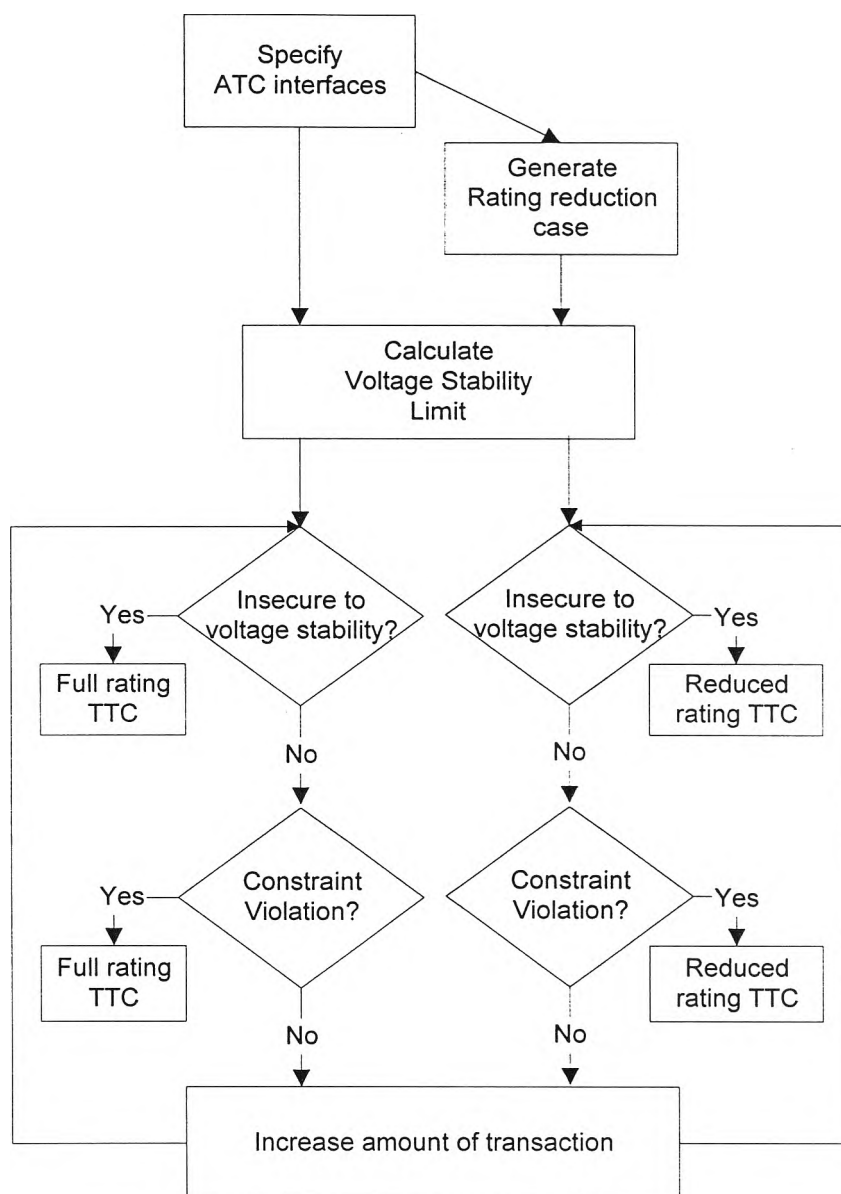 Specify
ATC interfaces
Generate
Rating reduction
case
Calculate
Voltage Stability
Limit
Insecure to
voltage stability?
Yes
Full rating
TTC
No
Insecure to
voltage stability?
Yes
Reduced
rating TTC
No
Constraint
Violation?
Yes
Full rating
TTC
No
Constraint
Violation?
Yes
Reduced
rating TTC
No
Increase amount of transaction